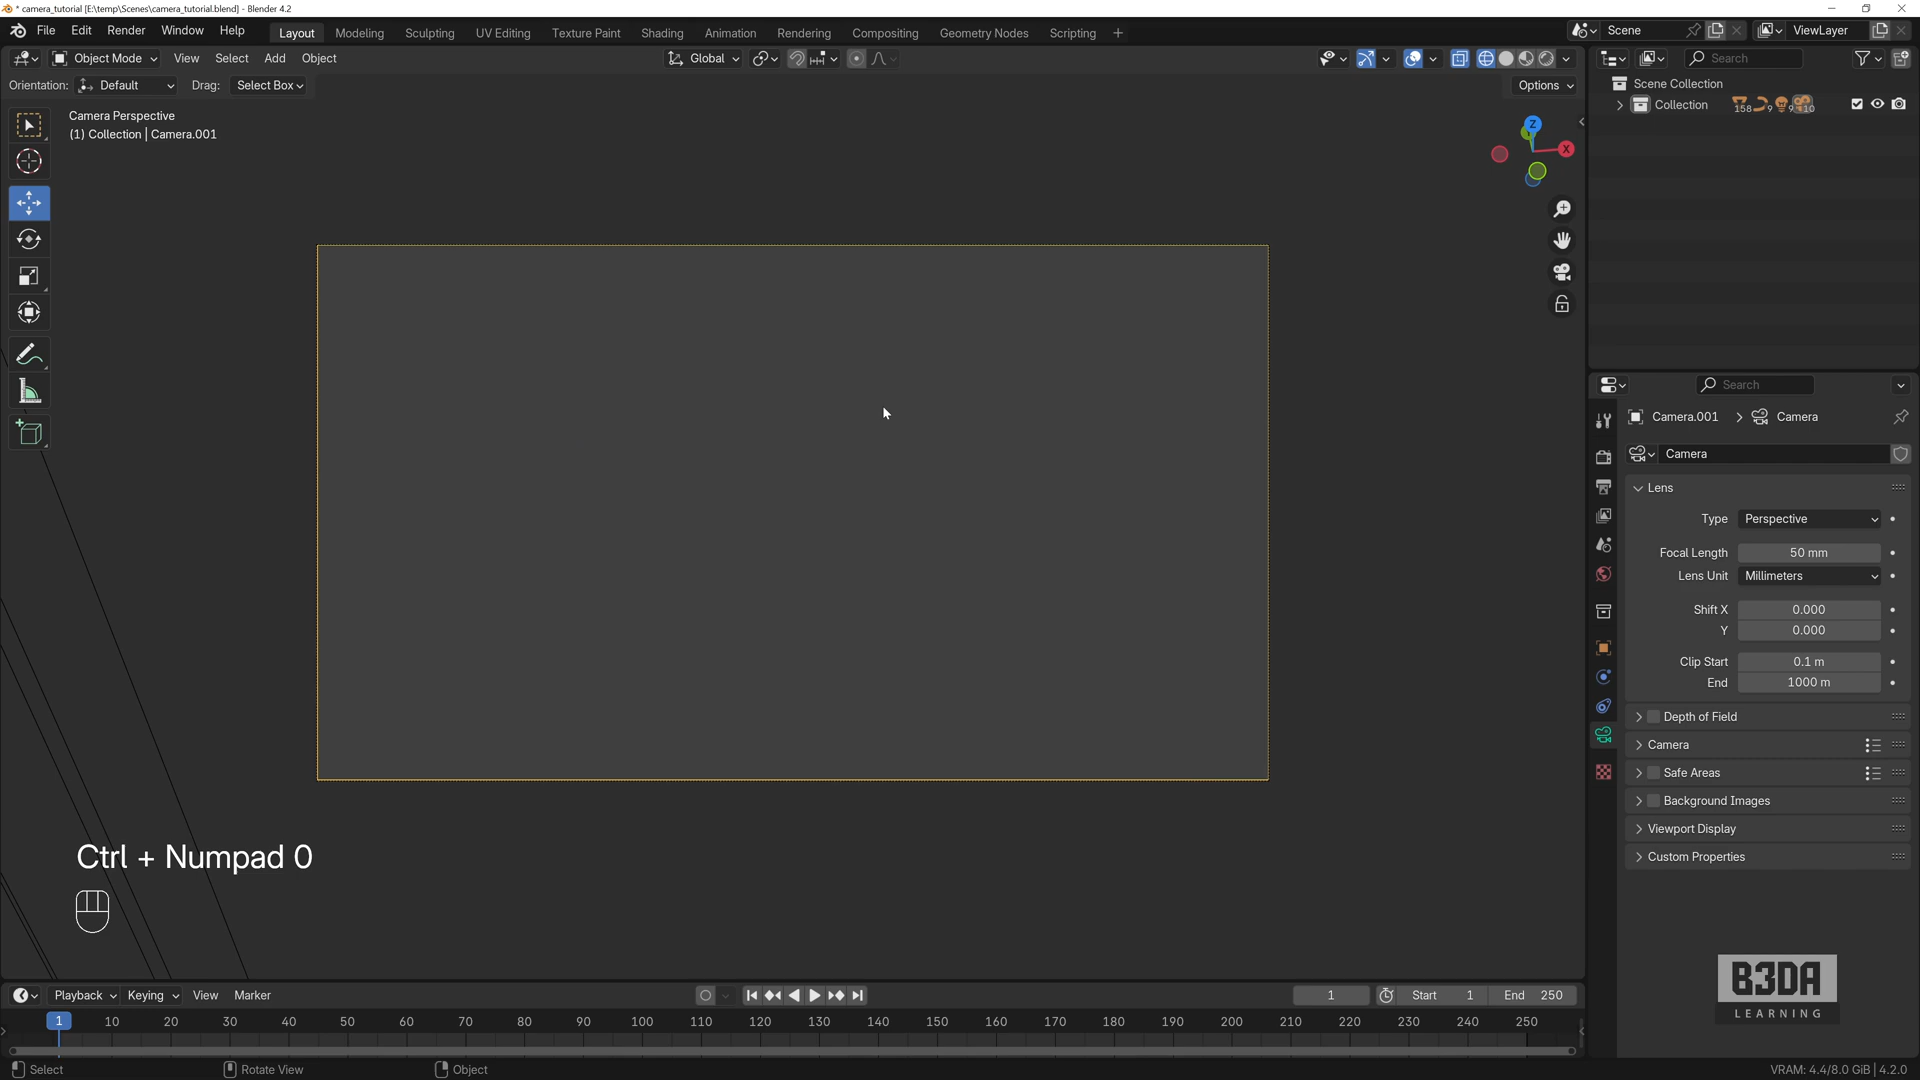 * camera_tutorial [E:\temp\Scenes\camera_tutorial.blend] - Blender 4.2
File Edit Render Window Help
Layout Modeling Sculpting UV Editing Texture Paint Shading Animation Rendering Compositing Geometry Nodes Scripting +
Scene ViewLayer
Object Mode View Select Add Object
Global
Search
Orientation: Default Drag: Select Box
Options
Scene Collection
Collection 158 9 9 10
Camera Perspective
(1) Collection | Camera.001
Z
X
Search
Camera.001 > Camera
Camera
Lens
Type Perspective
Focal Length 50 mm
Lens Unit Millimeters
Shift X 0.000
Y 0.000
Clip Start 0.1 m
End 1000 m
Depth of Field
Camera
Safe Areas
Background Images
Viewport Display
Custom Properties
Ctrl + Numpad 0
B3DA
LEARNING
Playback Keying View Marker
1 Start 1 End 250
1 10 20 30 40 50 60 70 80 90 100 110 120 130 140 150 160 170 180 190 200 210 220 230 240 250
Select Rotate View Object
VRAM: 4.4/8.0 GiB | 4.2.0